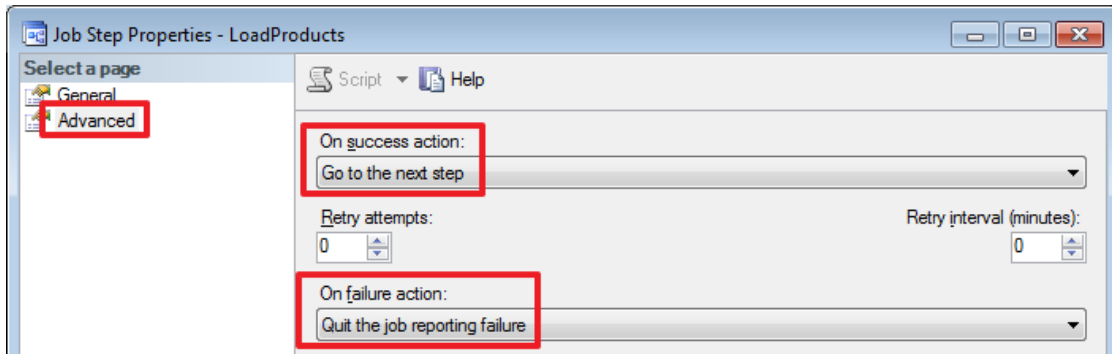 Job Step Properties - LoadProducts
Select a page
General
Advanced
Script Help
On success action:
Go to the next step
Retry attempts: Retry interval (minutes):
0 0
On failure action:
Quit the job reporting failure